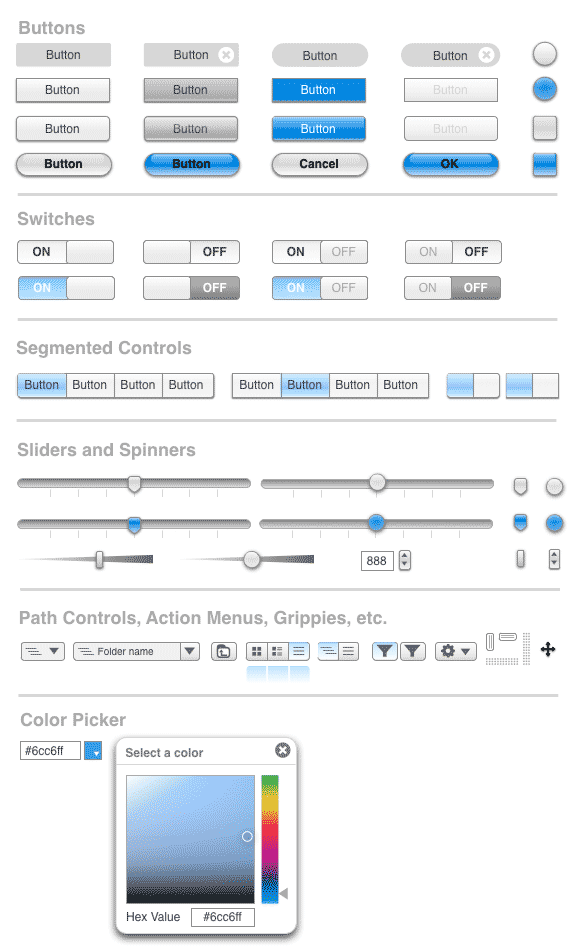 Buttons
Button Button Button Button
Button Button Button Button
Button Button Button Button
Button Button Cancel OK
Switches
ON OFF ON OFF ON OFF
ON OFF ON OFF ON OFF
Segmented Controls
Button Button Button Button Button Button Button Button
Sliders and Spinners
888
Path Controls, Action Menus, Grippies, etc.
Folder name
Color Picker
#6cc6ff
Select a color
Hex Value #6cc6ff